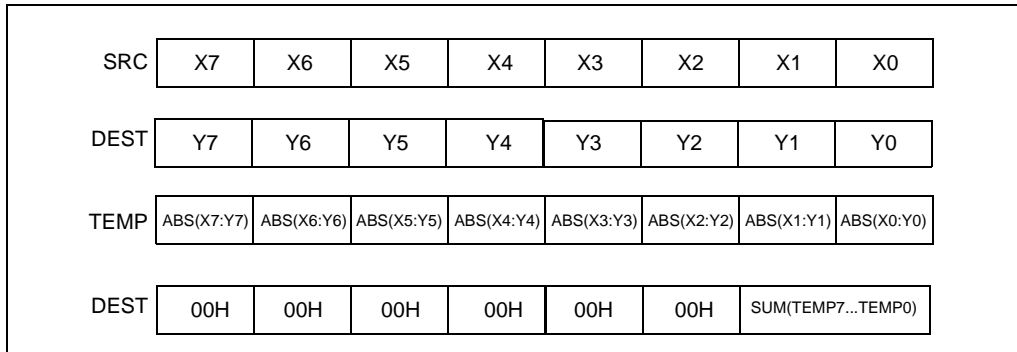 SRC X7 X6 X5 X4 X3 X2 X1 X0
DEST Y7 Y6 Y5 Y4 Y3 Y2 Y1 Y0
TEMP ABS(X7:Y7) ABS(X6:Y6) ABS(X5:Y5) ABS(X4:Y4) ABS(X3:Y3) ABS(X2:Y2) ABS(X1:Y1) ABS(X0:Y0)
DEST 00H 00H 00H 00H 00H 00H SUM(TEMP7...TEMP0)